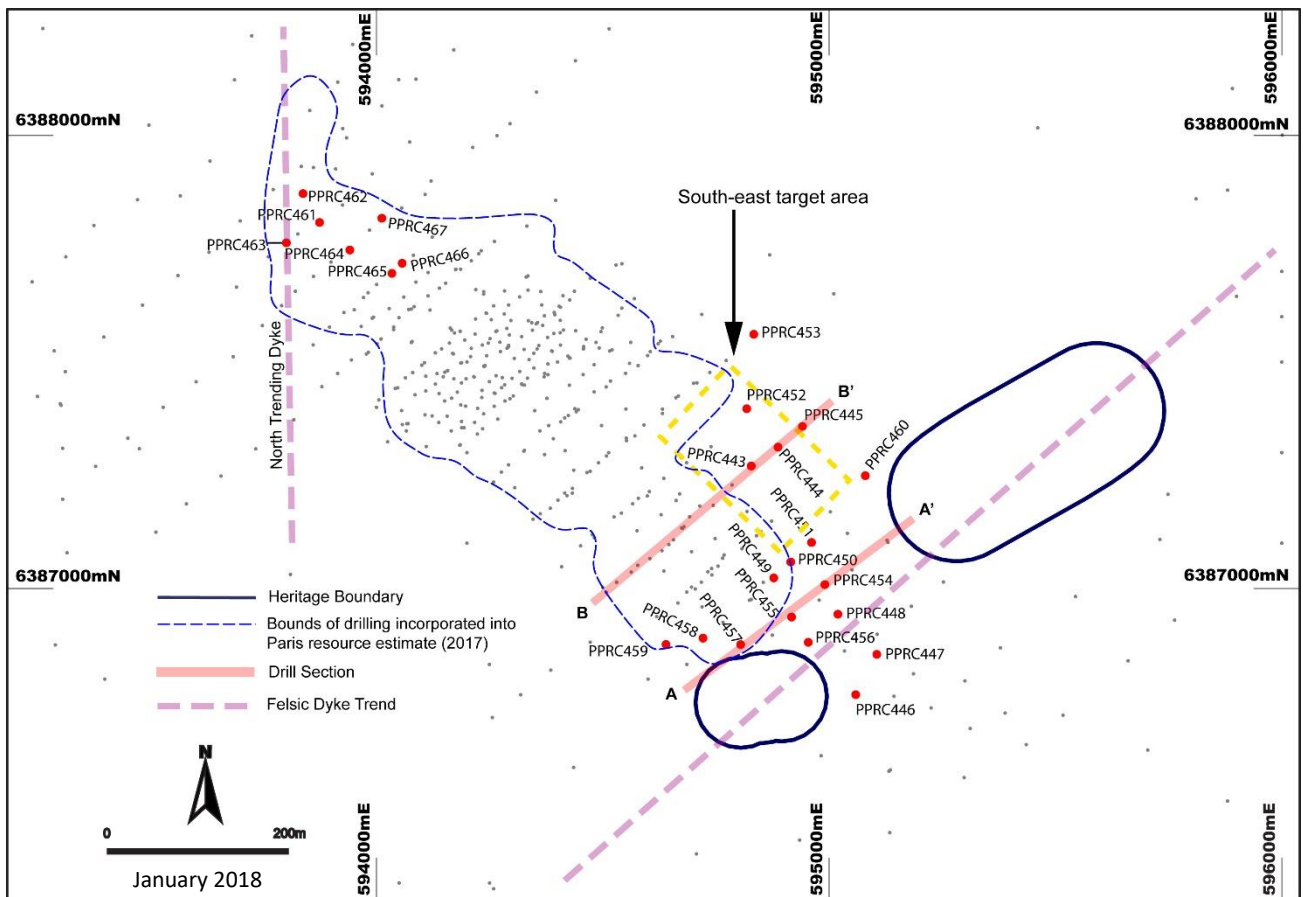 594000mE
595000mE
596000mE
6388000mN
6388000mN
South-east target area
PPRC462
PPRC461
PPRC467
PPRC463
PPRC464
PPRC466
PPRC465
North Trending Dyke
PPRC453
PPRC452
B'
PPRC445
PPRC460
PPRC443
PPRC444
PPRC451
A'
PPRC450
PPRC449
6387000mN
6387000mN
PPRC454
PPRC455
B
PPRC448
PPRC458
PPRC457
PPRC456
PPRC459
PPRC447
A
PPRC446
Heritage Boundary
Bounds of drilling incorporated into
Paris resource estimate (2017)
Drill Section
Felsic Dyke Trend
N
0 200m
January 2018
594000mE
595000mE
596000mE